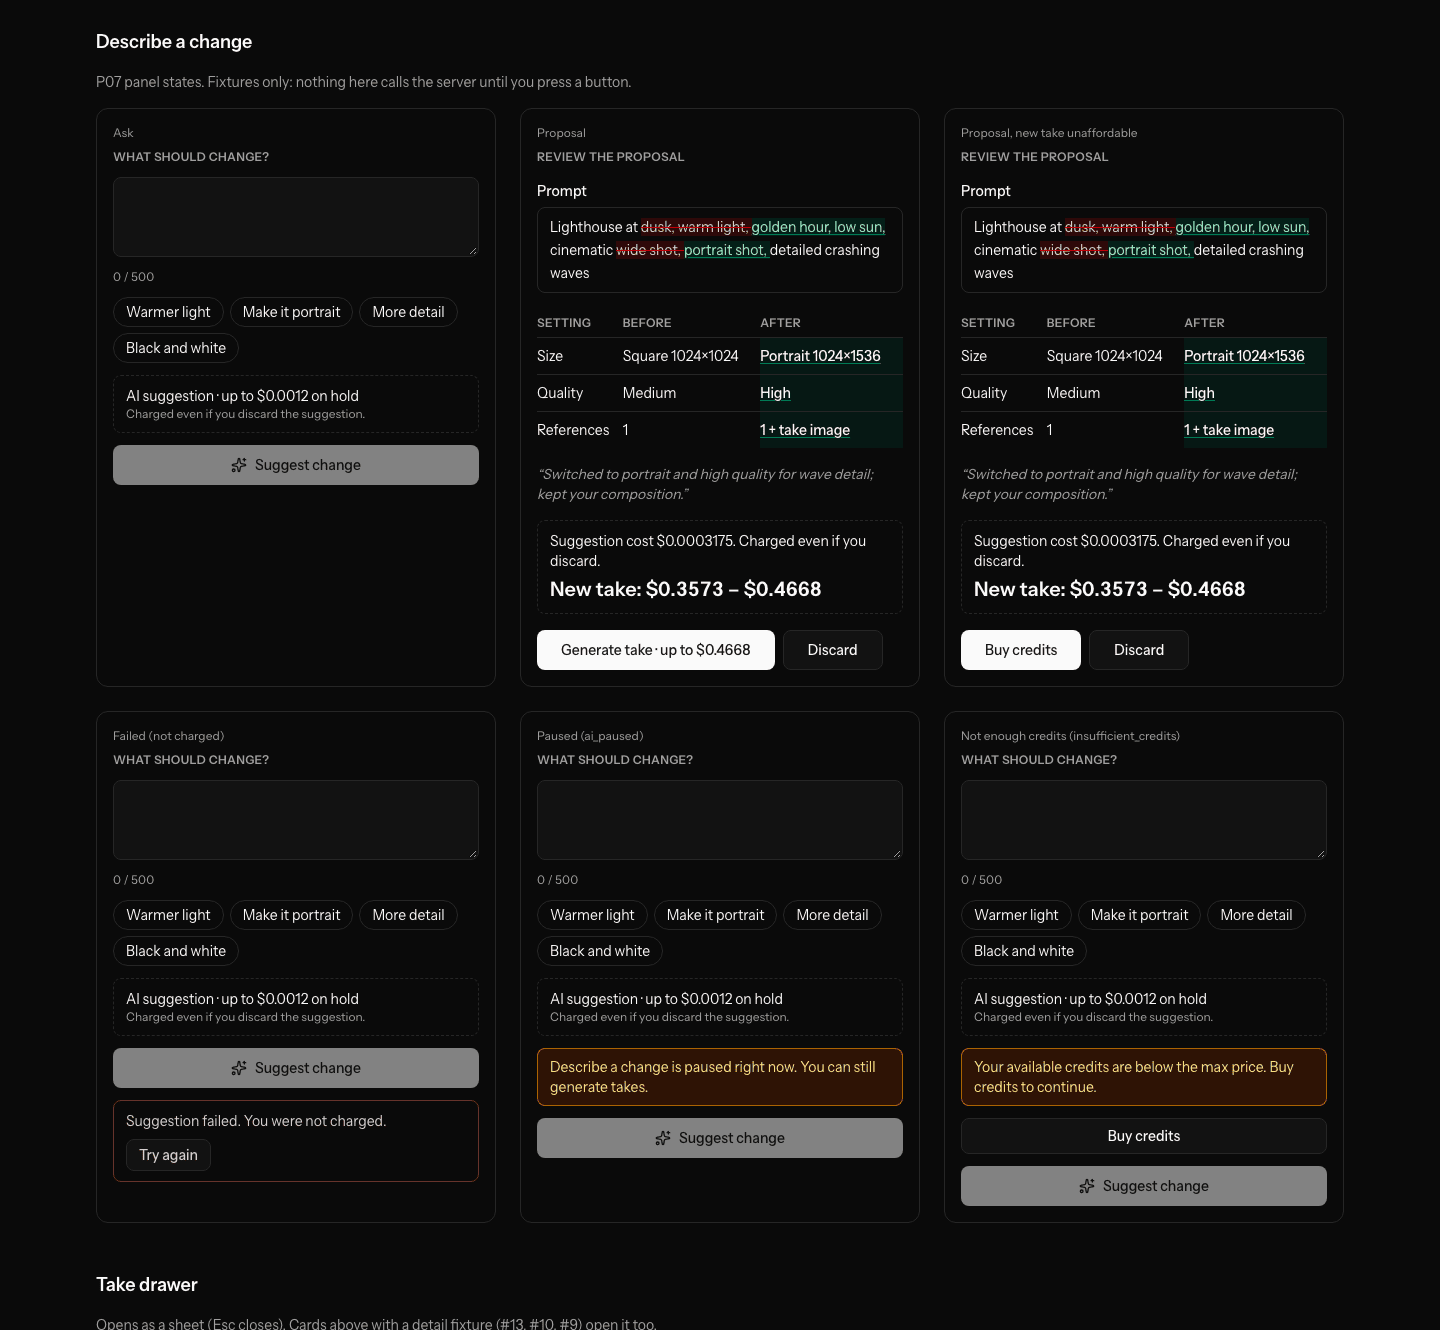 Describe a change
P07 panel states. Fixtures only: nothing here calls the server until you press a button.
Ask
WHAT SHOULD CHANGE?
0 / 500
Warmer light
Make it portrait
More detail
Black and white
AI suggestion · up to $0.0012 on hold
Charged even if you discard the suggestion.
Suggest change
Proposal
REVIEW THE PROPOSAL
Prompt
Lighthouse at dusk, warm light, golden hour, low sun,
cinematic wide shot, portrait shot, detailed crashing
waves
SETTING BEFORE AFTER
Size Square 1024×1024 Portrait 1024×1536
Quality Medium High
References 1 1 + take image
“Switched to portrait and high quality for wave detail;
kept your composition.”
Suggestion cost $0.0003175. Charged even if you
discard.
New take: $0.3573 – $0.4668
Generate take · up to $0.4668
Discard
Proposal, new take unaffordable
REVIEW THE PROPOSAL
Prompt
Lighthouse at dusk, warm light, golden hour, low sun,
cinematic wide shot, portrait shot, detailed crashing
waves
SETTING BEFORE AFTER
Size Square 1024×1024 Portrait 1024×1536
Quality Medium High
References 1 1 + take image
“Switched to portrait and high quality for wave detail;
kept your composition.”
Suggestion cost $0.0003175. Charged even if you
discard.
New take: $0.3573 – $0.4668
Buy credits
Discard
Failed (not charged)
WHAT SHOULD CHANGE?
0 / 500
Warmer light
Make it portrait
More detail
Black and white
AI suggestion · up to $0.0012 on hold
Charged even if you discard the suggestion.
Suggest change
Suggestion failed. You were not charged.
Try again
Paused (ai_paused)
WHAT SHOULD CHANGE?
0 / 500
Warmer light
Make it portrait
More detail
Black and white
AI suggestion · up to $0.0012 on hold
Charged even if you discard the suggestion.
Describe a change is paused right now. You can still
generate takes.
Suggest change
Not enough credits (insufficient_credits)
WHAT SHOULD CHANGE?
0 / 500
Warmer light
Make it portrait
More detail
Black and white
AI suggestion · up to $0.0012 on hold
Charged even if you discard the suggestion.
Your available credits are below the max price. Buy
credits to continue.
Buy credits
Suggest change
Take drawer
Opens as a sheet (Esc closes). Cards above with a detail fixture (#13, #10, #9) open it too.